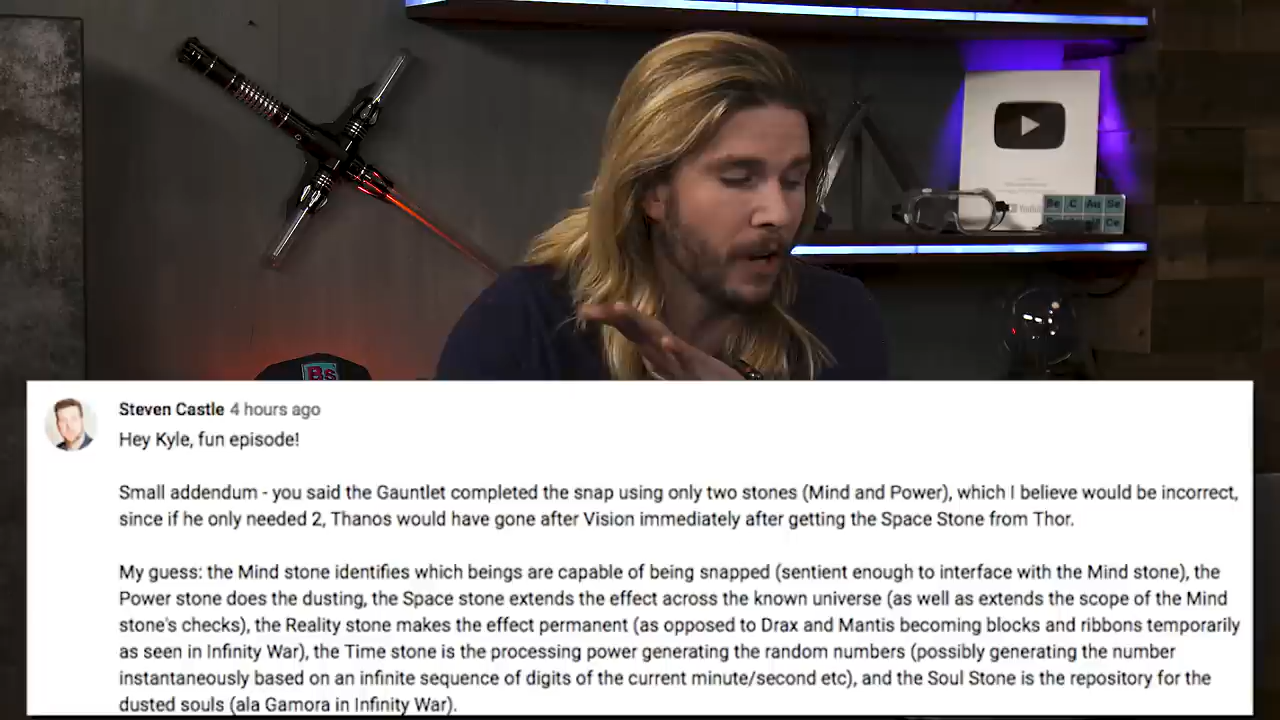 Be C Au Se
Bs
Steven Castle 4 hours ago
Hey Kyle, fun episode!
Small addendum - you said the Gauntlet completed the snap using only two stones (Mind and Power), which I believe would be incorrect,
since if he only needed 2, Thanos would have gone after Vision immediately after getting the Space Stone from Thor.
My guess: the Mind stone identifies which beings are capable of being snapped (sentient enough to interface with the Mind stone), the
Power stone does the dusting, the Space stone extends the effect across the known universe (as well as extends the scope of the Mind
stone's checks), the Reality stone makes the effect permanent (as opposed to Drax and Mantis becoming blocks and ribbons temporarily
as seen in Infinity War), the Time stone is the processing power generating the random numbers (possibly generating the number
instantaneously based on an infinite sequence of digits of the current minute/second etc), and the Soul Stone is the repository for the
dusted souls (ala Gamora in Infinity War).